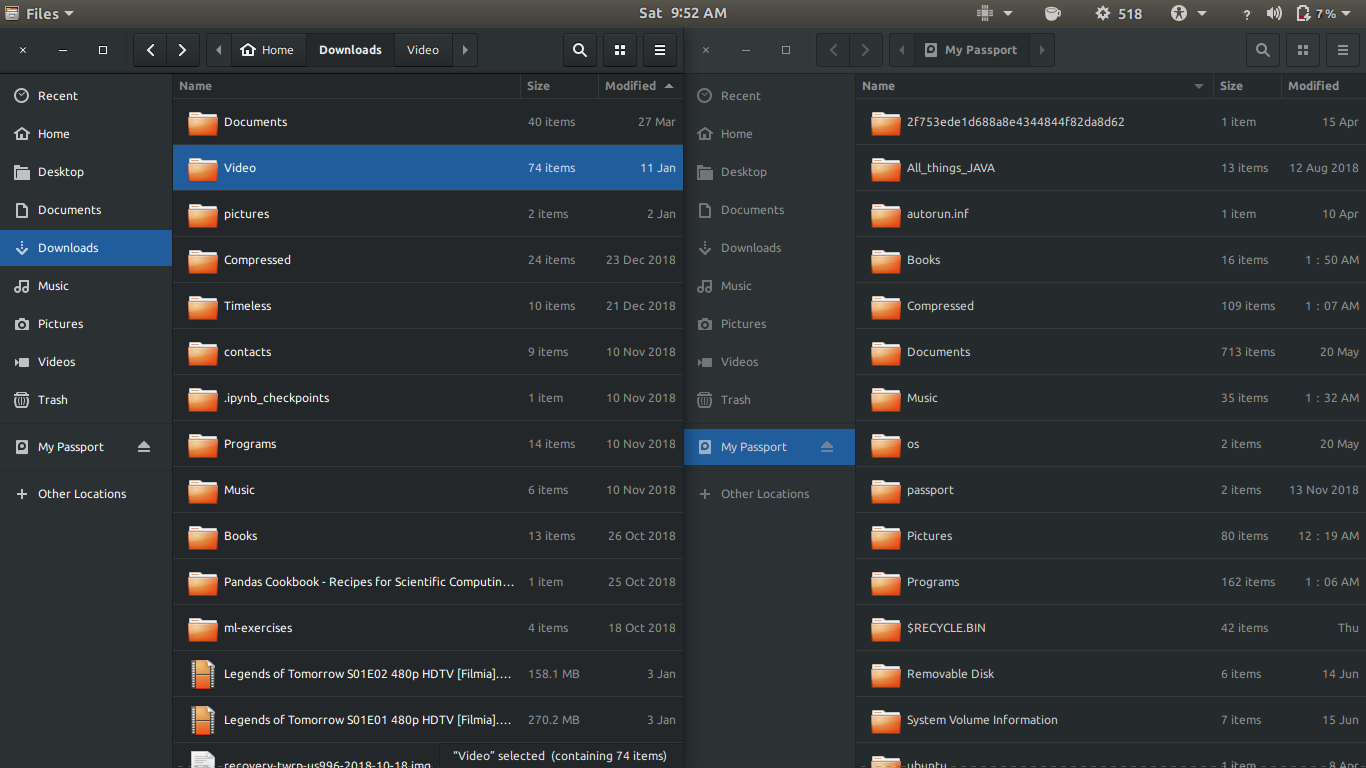 Files
Sat 9:52 AM
518
?
7 %
Home
Downloads
Video
My Passport
Recent
Home
Desktop
Documents
Downloads
Music
Pictures
Videos
Trash
My Passport
Other Locations
Name Size Modified
Documents 40 items 27 Mar
Video 74 items 11 Jan
pictures 2 items 2 Jan
Compressed 24 items 23 Dec 2018
Timeless 10 items 21 Dec 2018
contacts 9 items 10 Nov 2018
.ipynb_checkpoints 1 item 10 Nov 2018
Programs 14 items 10 Nov 2018
Music 6 items 10 Nov 2018
Books 13 items 26 Oct 2018
Pandas Cookbook - Recipes for Scientific Computin... 1 item 25 Oct 2018
ml-exercises 4 items 18 Oct 2018
Legends of Tomorrow S01E02 480p HDTV [Filmia].... 158.1 MB 3 Jan
Legends of Tomorrow S01E01 480p HDTV [Filmia].... 270.2 MB 3 Jan
recovery-twrp-us996-2018-10-18.img
“Video” selected (containing 74 items)
Recent
Home
Desktop
Documents
Downloads
Music
Pictures
Videos
Trash
My Passport
Other Locations
Name Size Modified
2f753ede1d688a8e4344844f82da8d62 1 item 15 Apr
All_things_JAVA 13 items 12 Aug 2018
autorun.inf 1 item 10 Apr
Books 16 items 1 : 50 AM
Compressed 109 items 1 : 07 AM
Documents 713 items 20 May
Music 35 items 1 : 32 AM
os 2 items 20 May
passport 2 items 13 Nov 2018
Pictures 80 items 12 : 19 AM
Programs 162 items 1 : 06 AM
$RECYCLE.BIN 42 items Thu
Removable Disk 6 items 14 Jun
System Volume Information 7 items 15 Jun
ubuntu 1 item 8 Apr